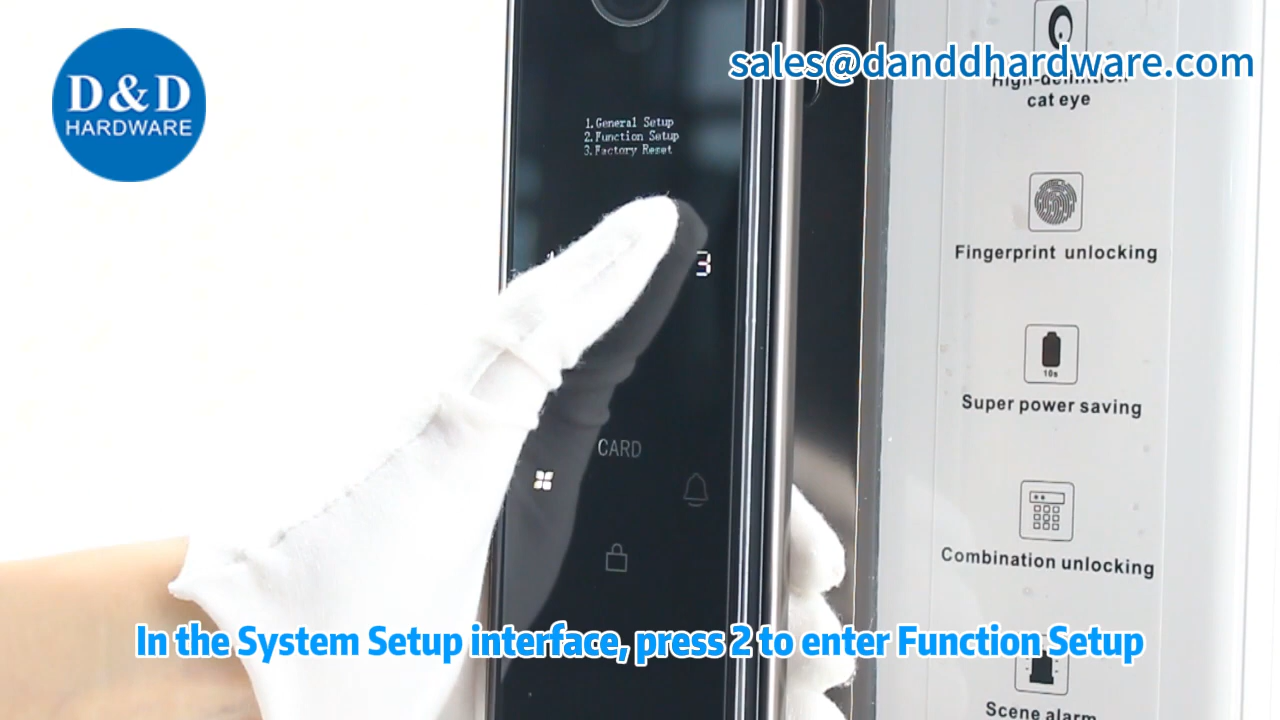 D&D
HARDWARE
sales@danddhardware.com
1.General Setup
2.Function Setup
3.Factory Reset
3
CARD
High-definition
cat eye
Fingerprint unlocking
10s
Super power saving
Combination unlocking
Scene alarm
In the System Setup interface, press 2 to enter Function Setup